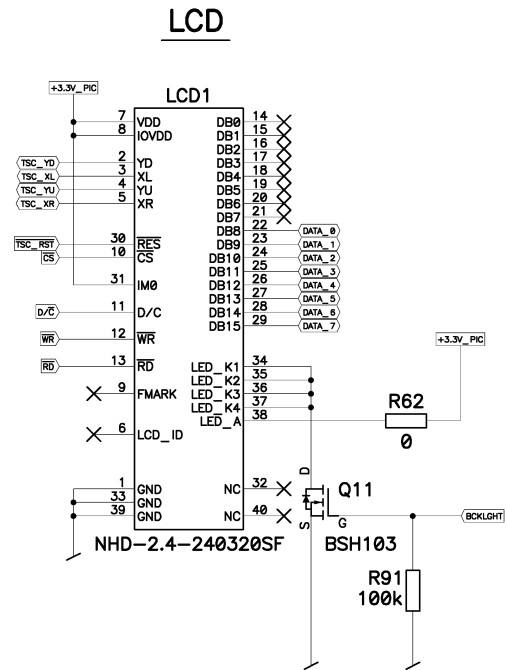 LCD
+3.3V_PIC
LCD1
7 VDD DB0 14
8 IOVDD DB1 15
DB2 16
TSC_YD 2 YD DB3 17
TSC_XL 3 XL DB4 18
TSC_YU 4 YU DB5 19
TSC_XR 5 XR DB6 20
DB7 21
DB8 22 DATA_0
TSC_RST 30 RES DB9 23 DATA_1
CS 10 CS DB10 24 DATA_2
DB11 25 DATA_3
31 IM0 DB12 26 DATA_4
DB13 27 DATA_5
D/C 11 D/C DB14 28 DATA_6
DB15 29 DATA_7
WR 12 WR
+3.3V_PIC
RD 13 RD LED_K1 34
LED_K2 35
9 FMARK LED_K3 36
LED_K4 37
LED_A 38
R62
0
6 LCD_ID
1 GND NC 32
33 GND
39 GND NC 40
D
Q11
S
G
BCKLGHT
NHD-2.4-240320SF
BSH103
R91
100k